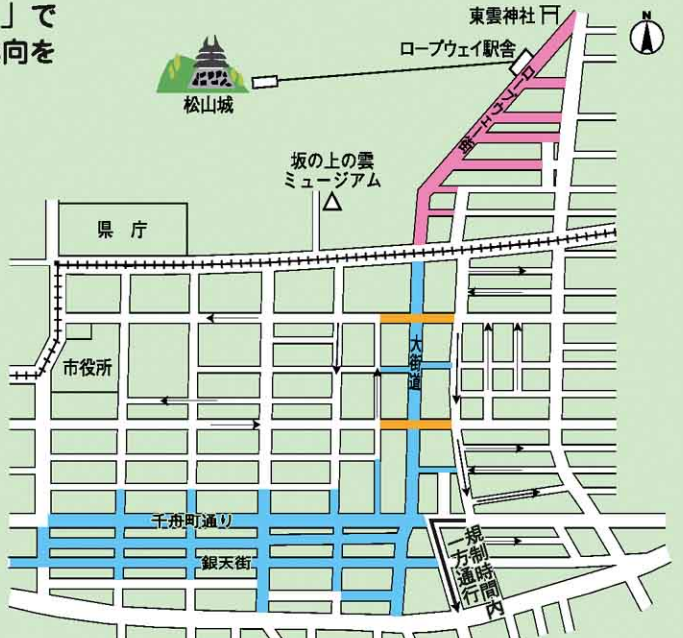 」で
向を
東雲神社
N
ロープウェイ駅舎
ロープウェー街
松山城
坂の上の雲
ミュージアム
県庁
市役所
大街道
千舟町通り
銀天街
規制時間内
一方通行